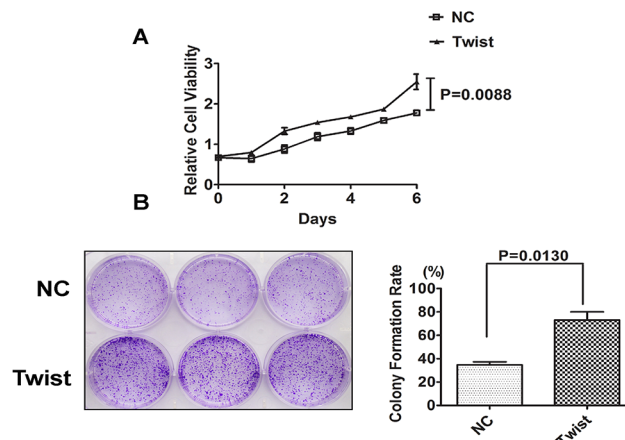 A
NC
Twist
Relative Cell Viability
3
2
1
0
P=0.0088
0 2 4 6
Days
B
NC
Twist
P=0.0130
(%)
Colony Formation Rate
100
80
60
40
20
0
NC
Twist